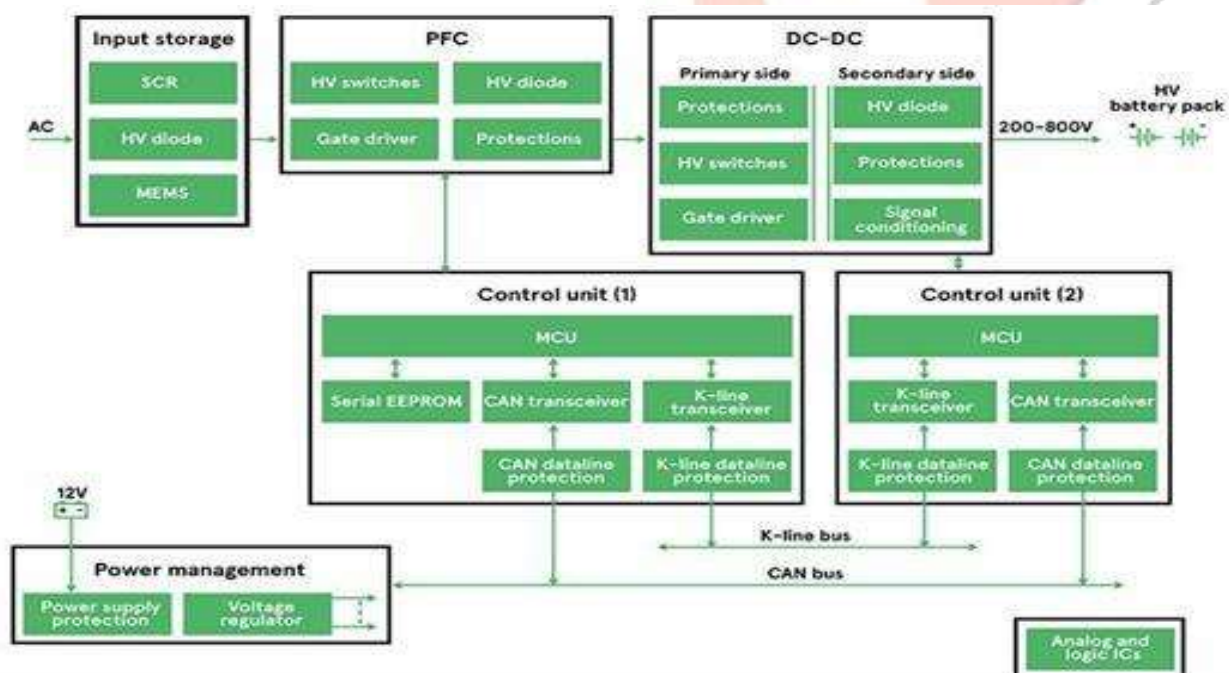 Input storage
SCR
HV diode
MEMS
AC
PFC
HV switches
HV diode
Gate driver
Protections
DC-DC
Primary side
Secondary side
Protections
HV diode
HV switches
Protections
Gate driver
Signal
conditioning
200-800V
HV
battery pack
Control unit (1)
MCU
Serial EEPROM
CAN transceiver
K-line
transceiver
CAN dataline
protection
K-line dataline
protection
Control unit (2)
MCU
K-line
transceiver
CAN transceiver
K-line dataline
protection
CAN dataline
protection
K-line bus
CAN bus
12V
+ -
Power management
Power supply
protection
Voltage
regulator
Analog and
logic ICs